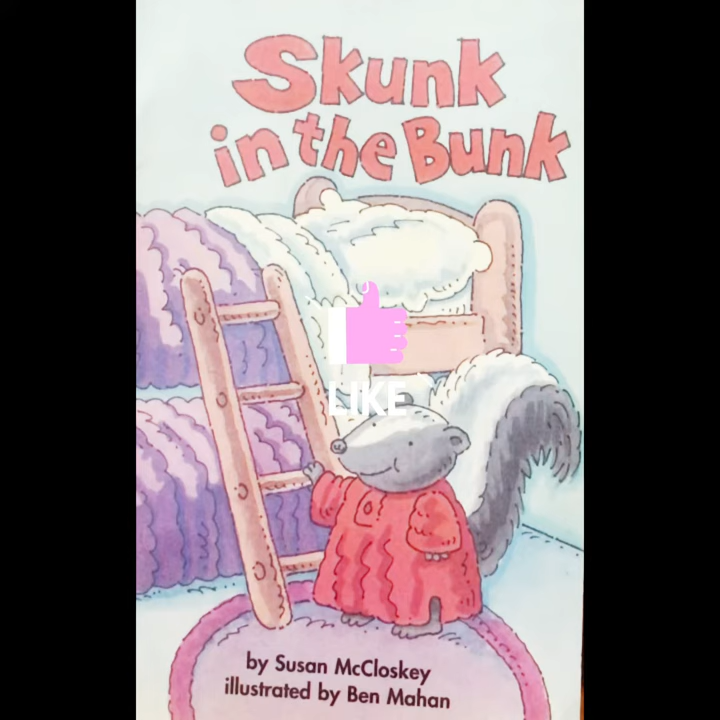 Skunk
in the Bunk
LIKE
by Susan McCloskey
illustrated by Ben Mahan